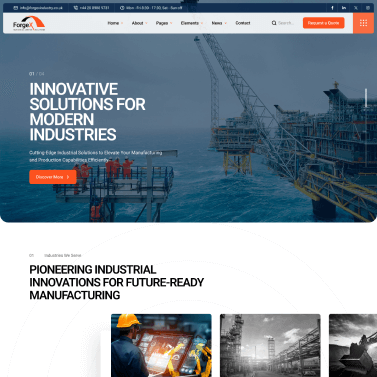 info@forgexindustry.co.uk
+44 20 8980 9731
Mon - Fri 8:30 - 17:30, Sat - Sun off
ForgeX
Home
About
Pages
Elements
News
Contact
Search
Request a Quote
01 / 04
INNOVATIVE
SOLUTIONS FOR
MODERN
INDUSTRIES
Cutting-Edge Industrial Solutions to Elevate Your Manufacturing
and Production Capabilities Efficiently.
Discover More
01
Industries We Serve
PIONEERING INDUSTRIAL
INNOVATIONS FOR FUTURE-READY
MANUFACTURING